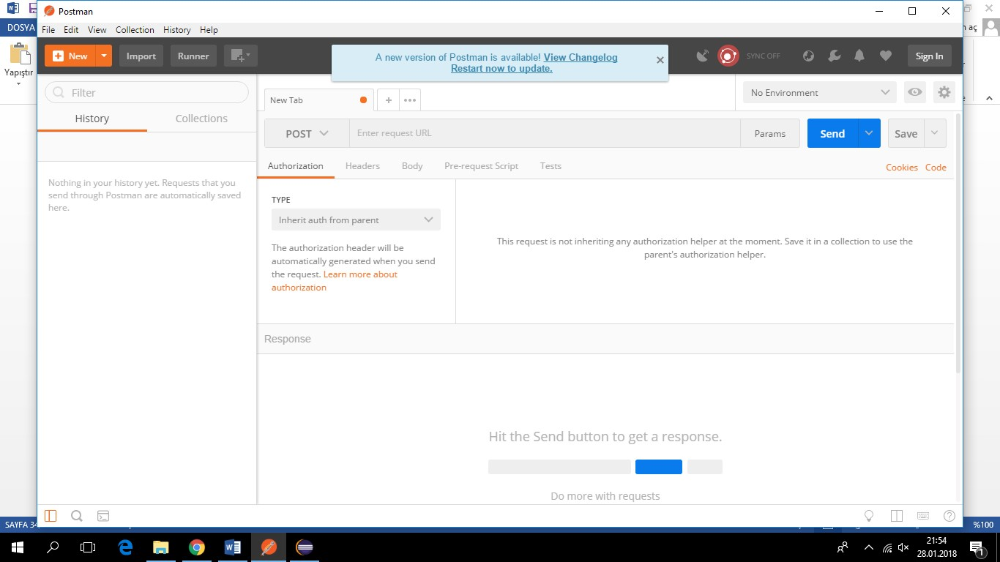 Postman
DOSYA
File Edit View Collection History Help
aç
Yapıştır
New Import Runner
A new version of Postman is available! View Changelog
Restart now to update.
SYNC OFF
Sign In
Filter
History Collections
Nothing in your history yet. Requests that you
send through Postman are automatically saved
here.
New Tab
No Environment
POST Enter request URL Params Send Save
Authorization Headers Body Pre-request Script Tests Cookies Code
TYPE
Inherit auth from parent
The authorization header will be
automatically generated when you send
the request. Learn more about
authorization
This request is not inheriting any authorization helper at the moment. Save it in a collection to use the
parent's authorization helper.
Response
Hit the Send button to get a response.
Do more with requests
SAYFA 34
%100
21:54
28.01.2018
1